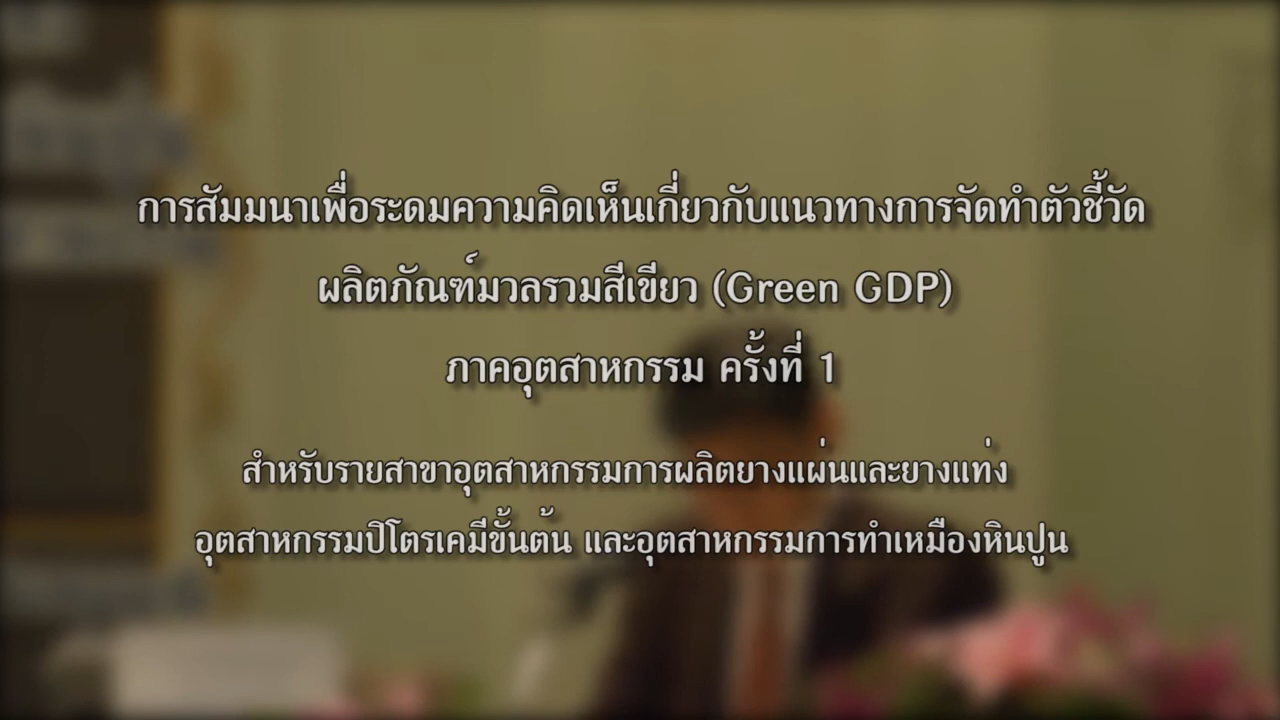 การสัมมนาเพื่อระดมความคิดเห็นเกี่ยวกับแนวทางการจัดทำตัวชี้วัด
ผลิตภัณฑ์มวลรวมสีเขียว (Green GDP)
ภาคอุตสาหกรรม ครั้งที่ 1
สำหรับรายสาขาอุตสาหกรรมการผลิตยางแผ่นและยางแท่ง
อุตสาหกรรมปิโตรเคมีขั้นต้น และอุตสาหกรรมการทำเหมืองหินปูน